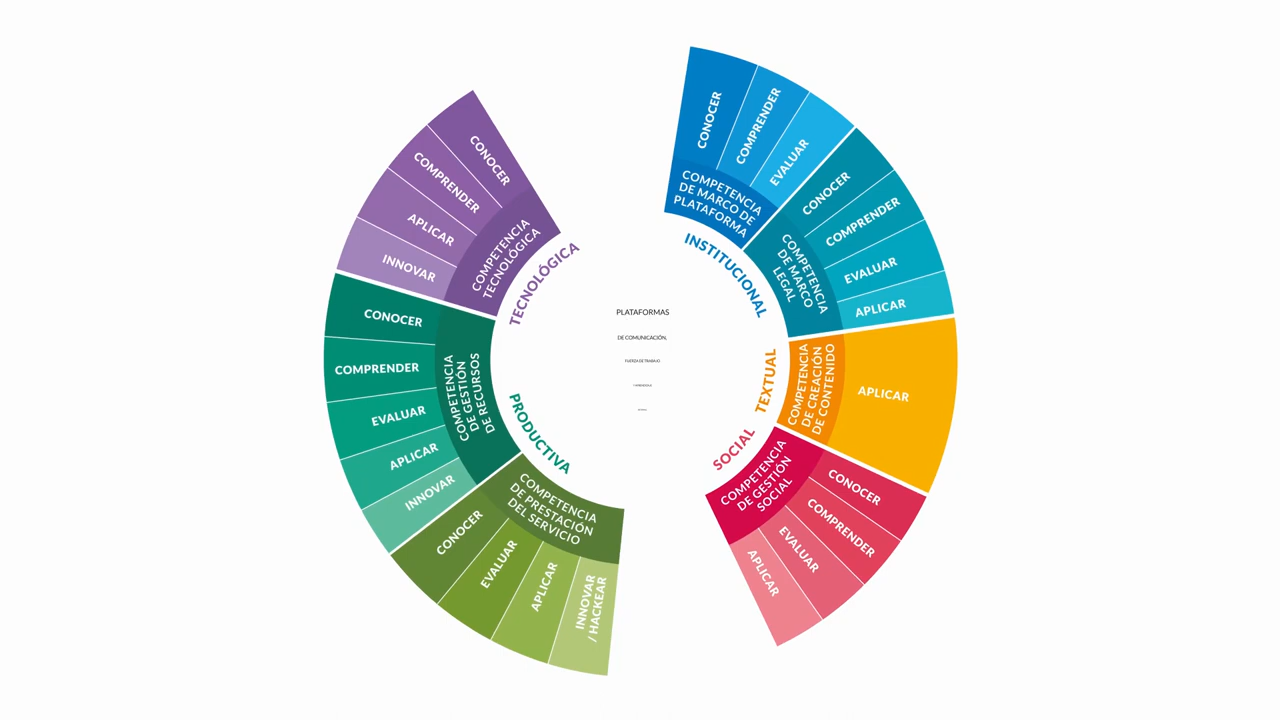 CONOCER
COMPRENDER
EVALUAR
COMPETENCIA
DE MARCO DE
PLATAFORMA
INSTITUCIONAL
CONOCER
COMPRENDER
EVALUAR
APLICAR
COMPETENCIA
DE MARCO
LEGAL
APLICAR
COMPETENCIA
DE CREACIÓN
DE CONTENIDO
TEXTUAL
CONOCER
COMPRENDER
EVALUAR
APLICAR
COMPETENCIA
DE GESTIÓN
SOCIAL
SOCIAL
INNOVAR
/ HACKEAR
APLICAR
EVALUAR
CONOCER
COMPETENCIA
DE PRESTACIÓN
DEL SERVICIO
PRODUCTIVA
CONOCER
COMPRENDER
EVALUAR
APLICAR
INNOVAR
COMPETENCIA
DE GESTIÓN
DE RECURSOS
CONOCER
COMPRENDER
APLICAR
INNOVAR
COMPETENCIA
TECNOLÓGICA
TECNOLÓGICA
PLATAFORMAS
DE COMUNICACIÓN,
FUERZA DE TRABAJO